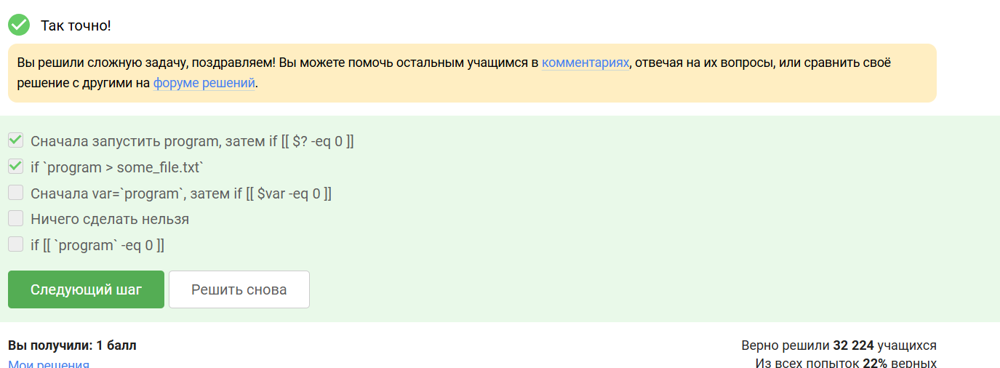 Так точно!
Вы решили сложную задачу, поздравляем! Вы можете помочь остальным учащимся в комментариях, отвечая на их вопросы, или сравнить своё
решение с другими на форуме решений.
Сначала запустить program, затем if [[ $? -eq 0 ]]
if `program > some_file.txt`
Сначала var=`program`, затем if [[ $var -eq 0 ]]
Ничего сделать нельзя
if [[ `program` -eq 0 ]]
Следующий шаг
Решить снова
Вы получили: 1 балл
Верно решили 32 224 учащихся
Мои решения
Из всех попыток 22% верных